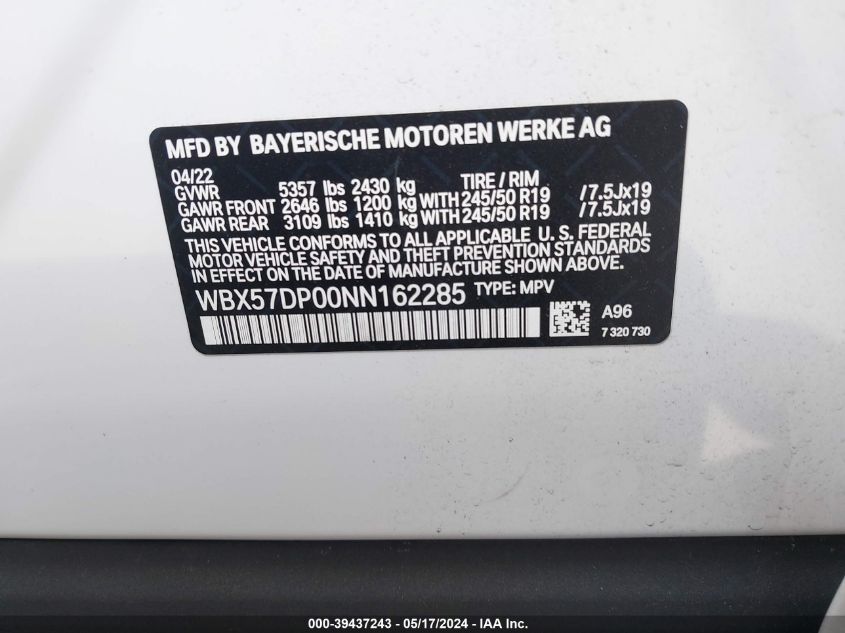 MFD BY BAYERISCHE MOTOREN WERKE AG
04/22
GVWR 5357 lbs 2430 kg TIRE / RIM
GAWR FRONT 2646 lbs 1200 kg WITH 245/50 R19 /7.5Jx19
GAWR REAR 3109 lbs 1410 kg WITH 245/50 R19 /7.5Jx19
THIS VEHICLE CONFORMS TO ALL APPLICABLE U. S. FEDERAL
MOTOR VEHICLE SAFETY AND THEFT PREVENTION STANDARDS
IN EFFECT ON THE DATE OF MANUFACTURE SHOWN ABOVE.
WBX57DP00NN162285 TYPE: MPV
A96
7 320 730
000-39437243 / 05/17/2024 - IAA Inc.